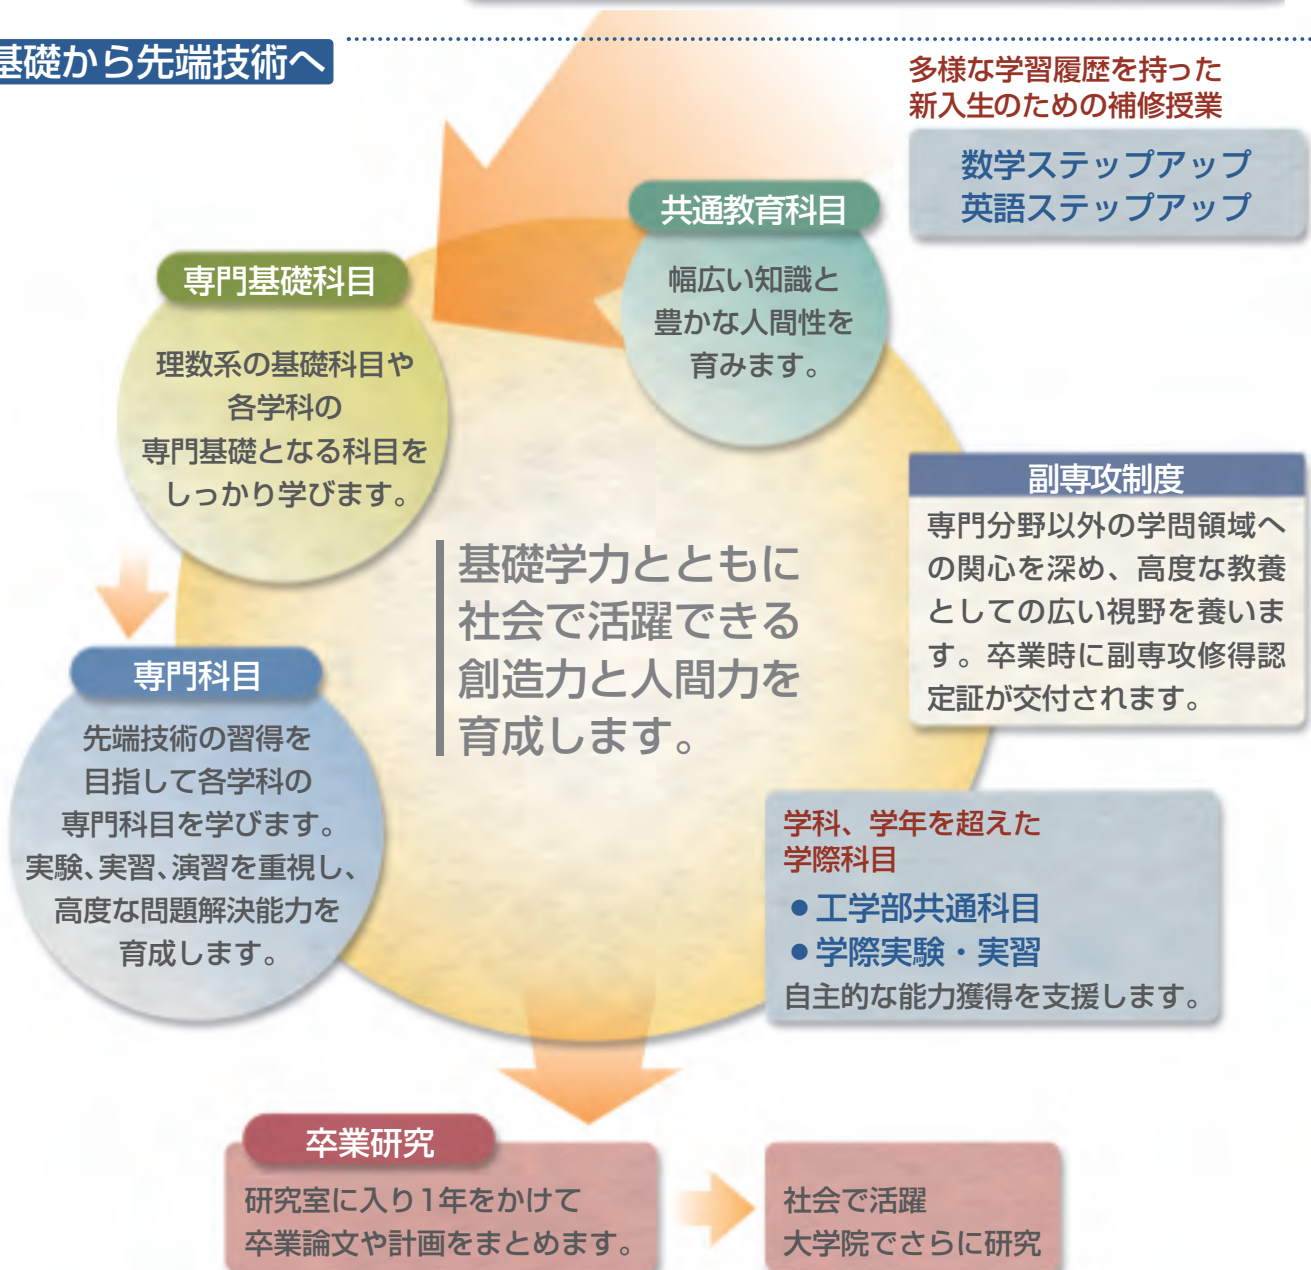 基礎から先端技術へ
多様な学習履歴を持った
新入生のための補修授業
数学ステップアップ
英語ステップアップ
共通教育科目
幅広い知識と
豊かな人間性を
育みます。
専門基礎科目
理数系の基礎科目や
各学科の
専門基礎となる科目を
しっかり学びます。
副専攻制度
専門分野以外の学問領域へ
の関心を深め、高度な教養
としての広い視野を養いま
す。卒業時に副専攻修得認
定証が交付されます。
基礎学力とともに
社会で活躍できる
創造力と人間力を
育成します。
専門科目
先端技術の習得を
目指して各学科の
専門科目を学びます。
実験、実習、演習を重視し、
高度な問題解決能力を
育成します。
学科、学年を超えた
学際科目
●工学部共通科目
●学際実験・実習
自主的な能力獲得を支援します。
卒業研究
研究室に入り1年をかけて
卒業論文や計画をまとめます。
社会で活躍
大学院でさらに研究